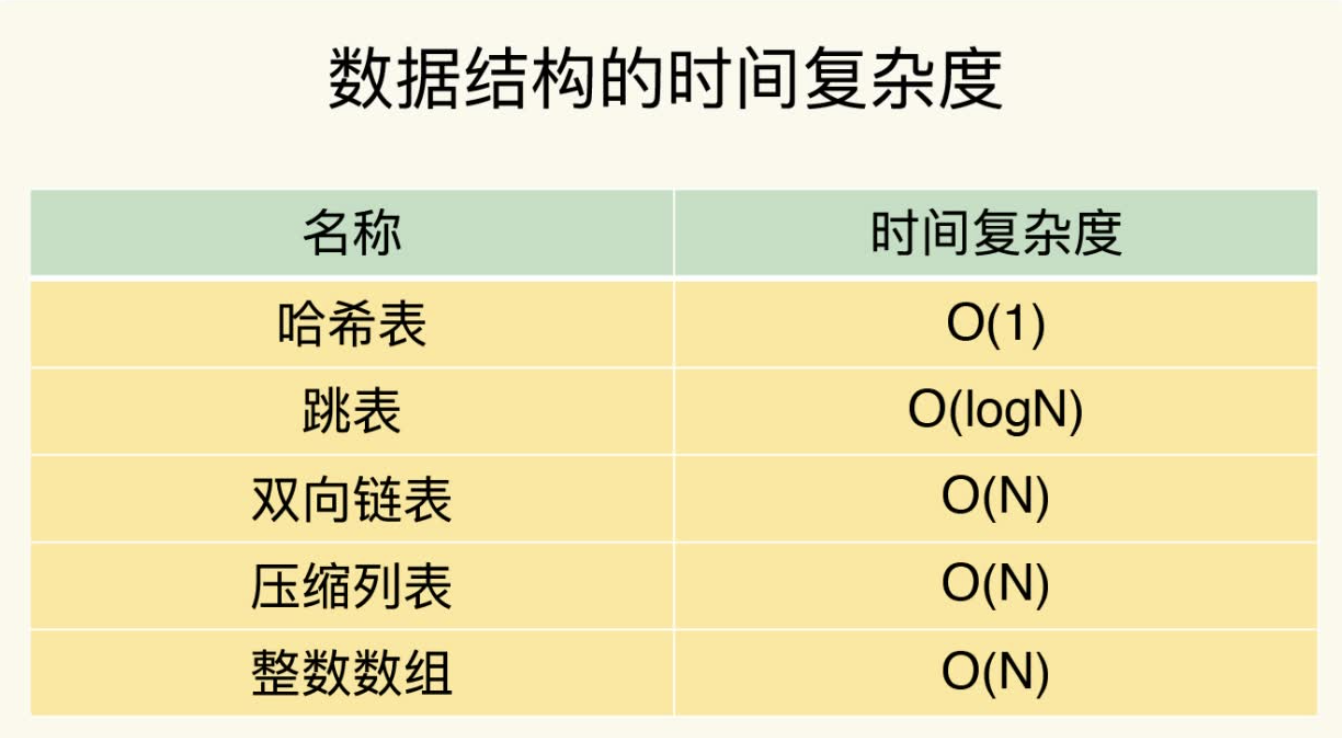 数据结构的时间复杂度
名称 时间复杂度
哈希表 O(1)
跳表 O(logN)
双向链表 O(N)
压缩列表 O(N)
整数数组 O(N)